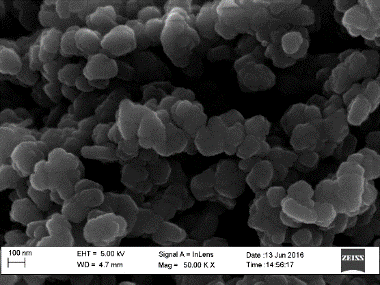 100 nm
EHT = 5.00 kV
WD = 4.7 mm
Signal A = InLens
Mag = 50.00 K X
Date :13 Jun 2016
Time :14:56:17
ZEISS